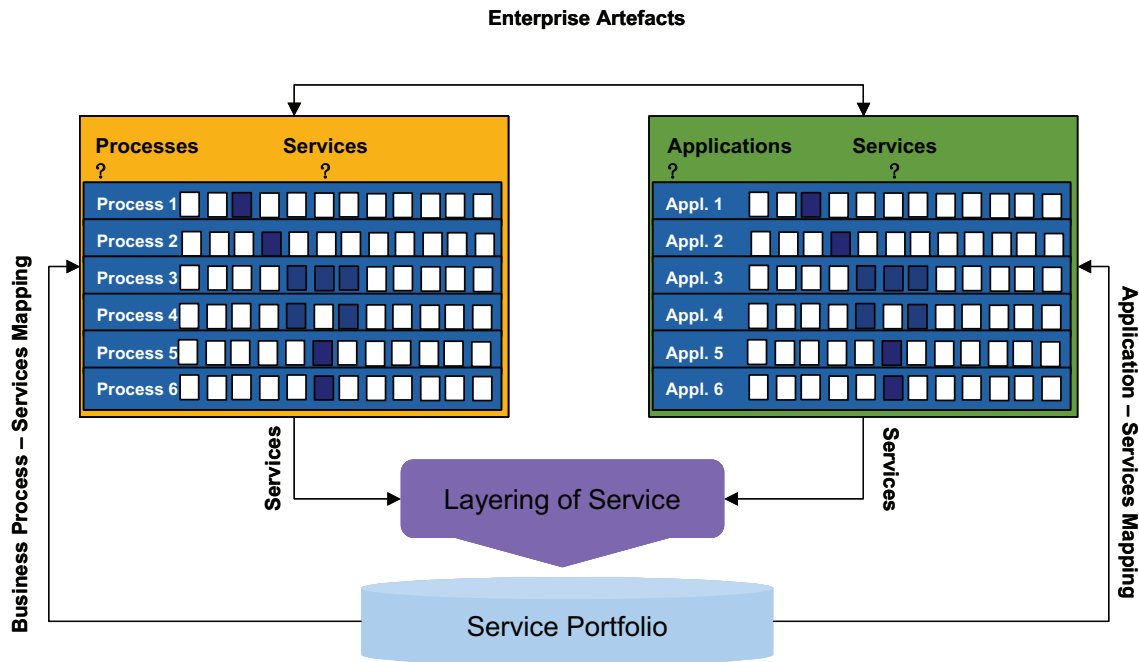 Enterprise Artefacts
Processes
Services
?
?
Process 1
Process 2
Process 3
Process 4
Process 5
Process 6
Applications
Services
?
?
Appl. 1
Appl. 2
Appl. 3
Appl. 4
Appl. 5
Appl. 6
Business Process – Services Mapping
Services
Services
Application – Services Mapping
Layering of Service
Service Portfolio